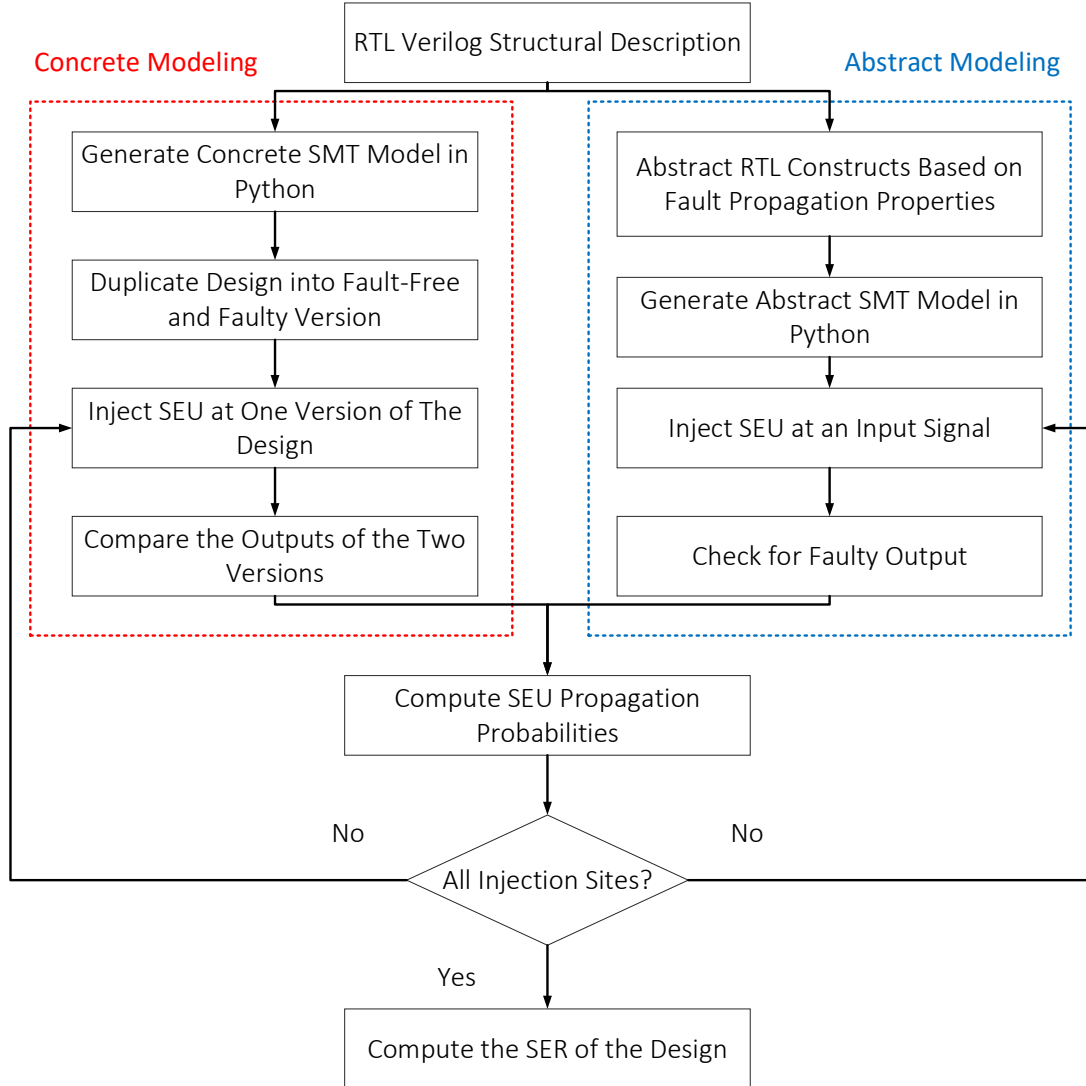 RTL Verilog Structural Description
Concrete Modeling
Abstract Modeling
Generate Concrete SMT Model in
Python
Duplicate Design into Fault-Free
and Faulty Version
Inject SEU at One Version of The
Design
Compare the Outputs of the Two
Versions
Abstract RTL Constructs Based on
Fault Propagation Properties
Generate Abstract SMT Model in
Python
Inject SEU at an Input Signal
Check for Faulty Output
Compute SEU Propagation
Probabilities
No
No
All Injection Sites?
Yes
Compute the SER of the Design